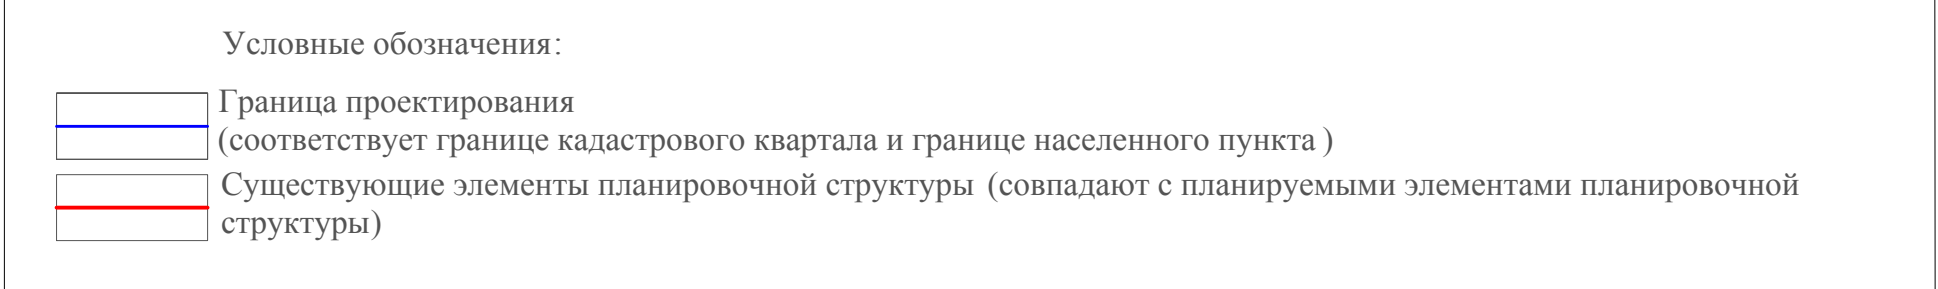 Условные обозначения:
Граница проектирования
(соответствует границе кадастрового квартала и границе населенного пункта )
Существующие элементы планировочной структуры (совпадают с планируемыми элементами планировочной
структуры)